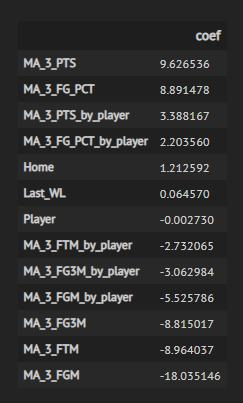 coef
MA_3_PTS 9.626536
MA_3_FG_PCT 8.891478
MA_3_PTS_by_player 3.388167
MA_3_FG_PCT_by_player 2.203560
Home 1.212592
Last_WL 0.064570
Player -0.002730
MA_3_FTM_by_player -2.732065
MA_3_FG3M_by_player -3.062984
MA_3_FGM_by_player -5.525786
MA_3_FG3M -8.815017
MA_3_FTM -8.964037
MA_3_FGM -18.035146